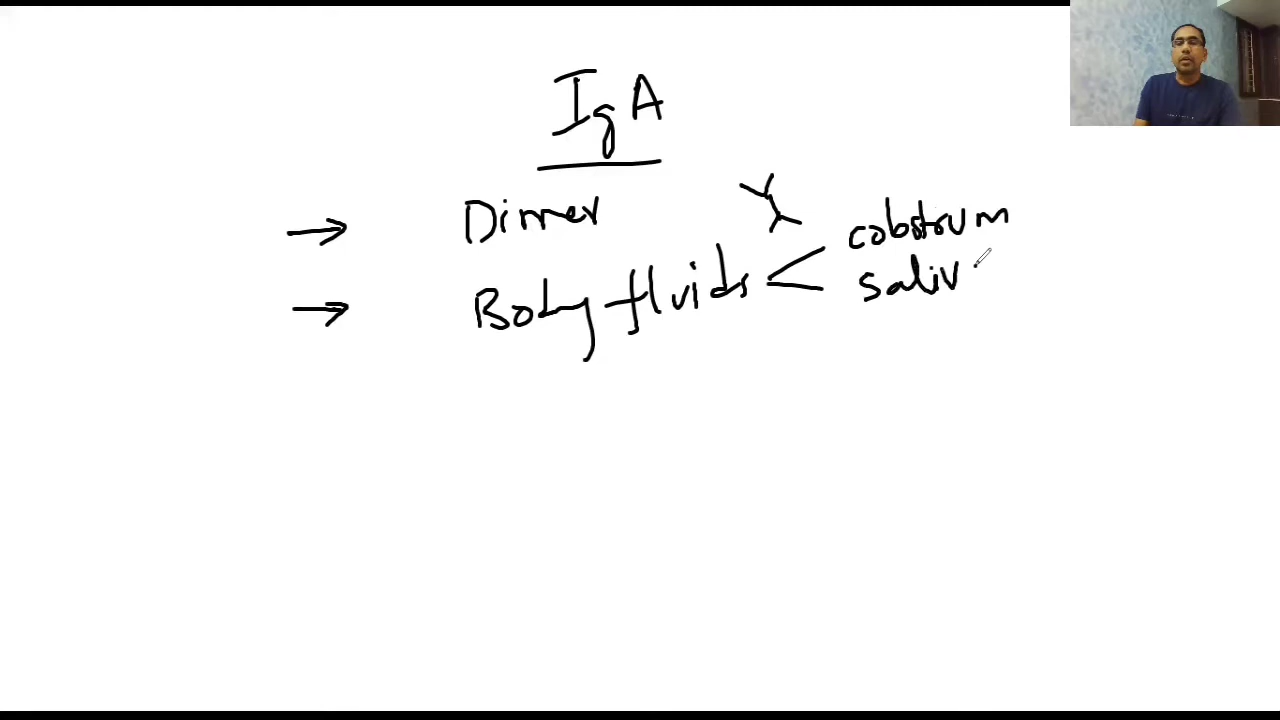 IgA
→ Dimer
→ Body fluids < colostrum
saliv